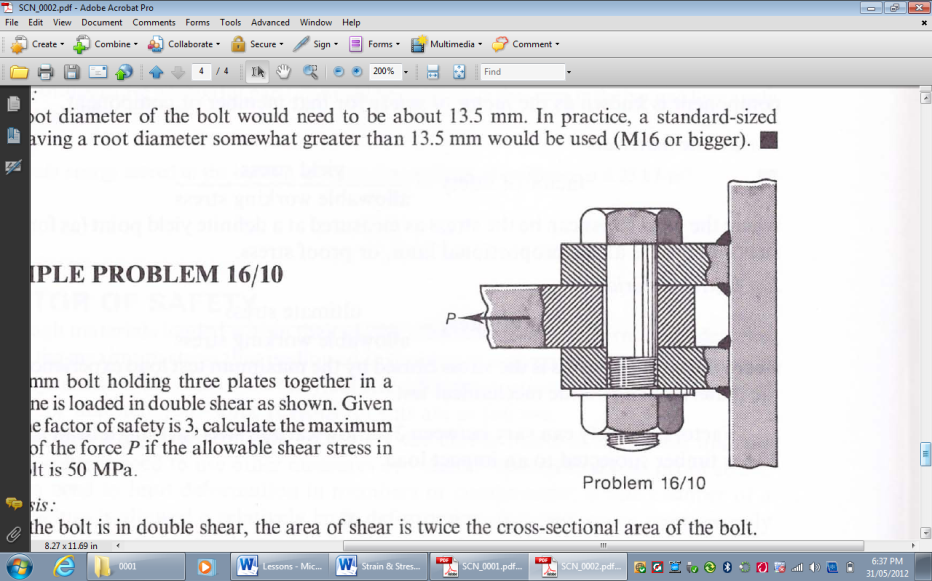 SCN_0002.pdf - Adobe Acrobat Pro
File Edit View Document Comments Forms Tools Advanced Window Help
Create Combine Collaborate Secure Sign Forms Multimedia Comment
4 / 4 200% Find
oot diameter of the bolt would need to be about 13.5 mm. In practice, a standard-sized
aving a root diameter somewhat greater than 13.5 mm would be used (M16 or bigger).
IPLE PROBLEM 16/10
P
mm bolt holding three plates together in a
ne is loaded in double shear as shown. Given
e factor of safety is 3, calculate the maximum
of the force P if the allowable shear stress in
lt is 50 MPa.
Problem 16/10
sis:
the bolt is in double shear, the area of shear is twice the cross-sectional area of the bolt.
8.27 x 11.69 in
0001 Lessons - Mic... Strain & Stres... SCN_0001.pdf... SCN_0002.pdf...
6:37 PM
31/05/2012